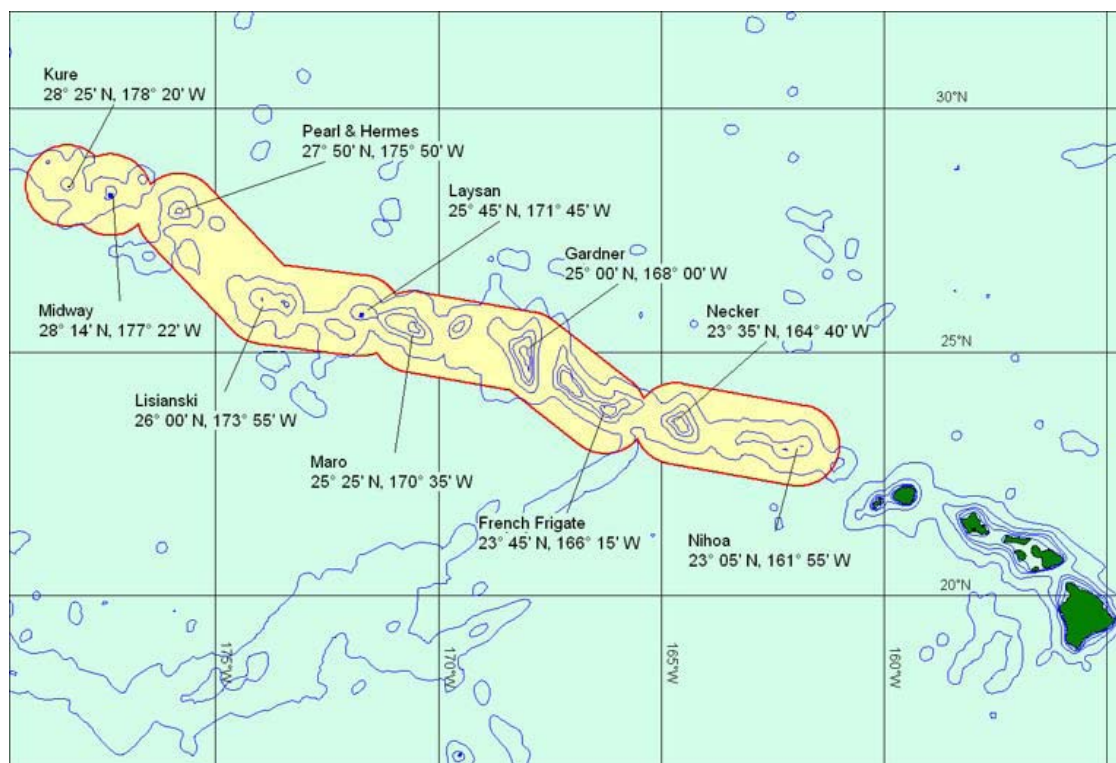 Kure
28° 25' N, 178° 20' W
30°N
Pearl & Hermes
27° 50' N, 175° 50' W
Laysan
25° 45' N, 171° 45' W
Gardner
25° 00' N, 168° 00' W
Midway
28° 14' N, 177° 22' W
Necker
23° 35' N, 164° 40' W
25°N
Lisianski
26° 00' N, 173° 55' W
Maro
25° 25' N, 170° 35' W
French Frigate
23° 45' N, 166° 15' W
Nihoa
23° 05' N, 161° 55' W
20°N
175°W
170°W
165°W
160°W